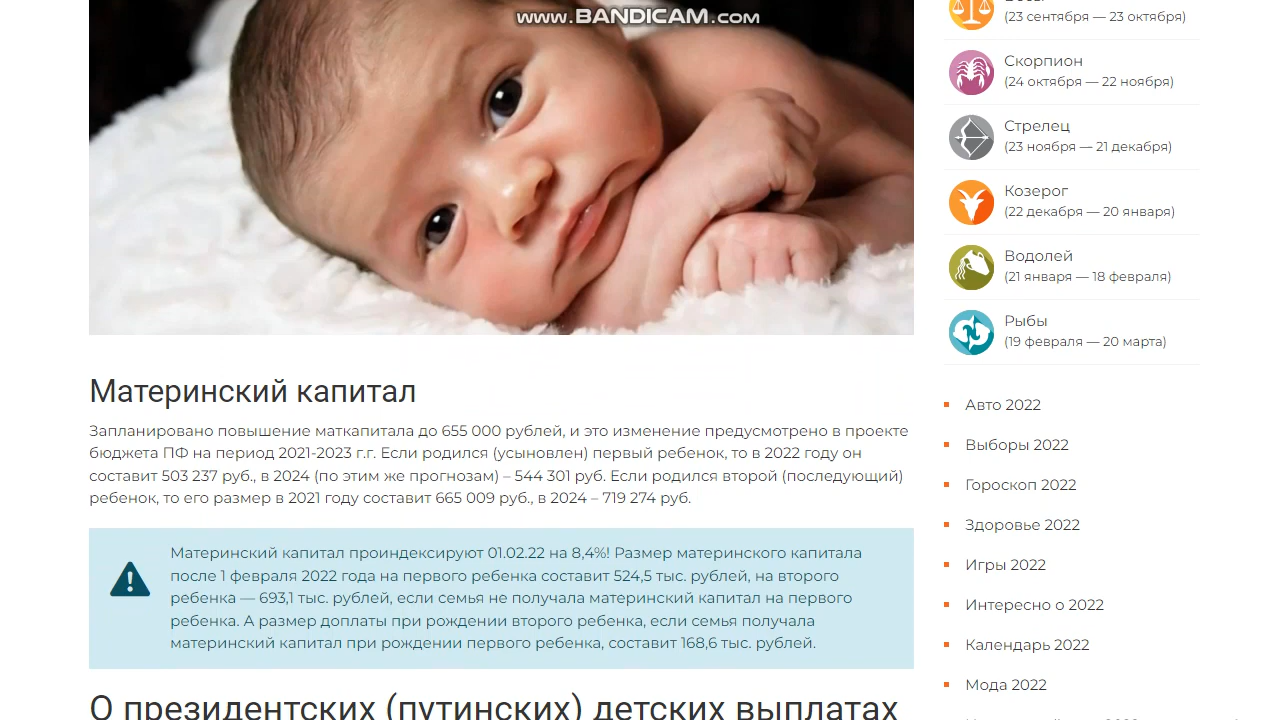 www.BANDICAM.com
(23 сентября — 23 октября)
Скорпион
(24 октября — 22 ноября)
Стрелец
(23 ноября — 21 декабря)
Козерог
(22 декабря — 20 января)
Водолей
(21 января — 18 февраля)
Рыбы
(19 февраля — 20 марта)
Материнский капитал
Запланировано повышение маткапитала до 655 000 рублей, и это изменение предусмотрено в проекте
бюджета ПФ на период 2021-2023 г.г. Если родился (усыновлен) первый ребенок, то в 2022 году он
составит 503 237 руб., в 2024 (по этим же прогнозам) – 544 301 руб. Если родился второй (последующий)
ребенок, то его размер в 2021 году составит 665 009 руб., в 2024 – 719 274 руб.
Материнский капитал проиндексируют 01.02.22 на 8,4%! Размер материнского капитала
после 1 февраля 2022 года на первого ребенка составит 524,5 тыс. рублей, на второго
ребенка — 693,1 тыс. рублей, если семья не получала материнский капитал на первого
ребенка. А размер доплаты при рождении второго ребенка, если семья получала
материнский капитал при рождении первого ребенка, составит 168,6 тыс. рублей.
О президентских (путинских) детских выплатах
Авто 2022
Выборы 2022
Гороскоп 2022
Здоровье 2022
Игры 2022
Интересно о 2022
Календарь 2022
Мода 2022